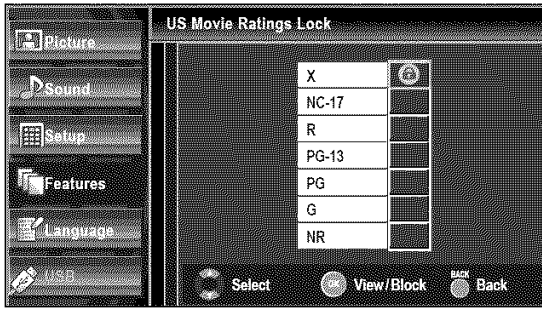 US Movie Ratings Lock
Picture
Sound
Setup
Features
Language
USB
X
NC-17
R
PG-13
PG
G
NR
Select
OK View/Block
BACK Back